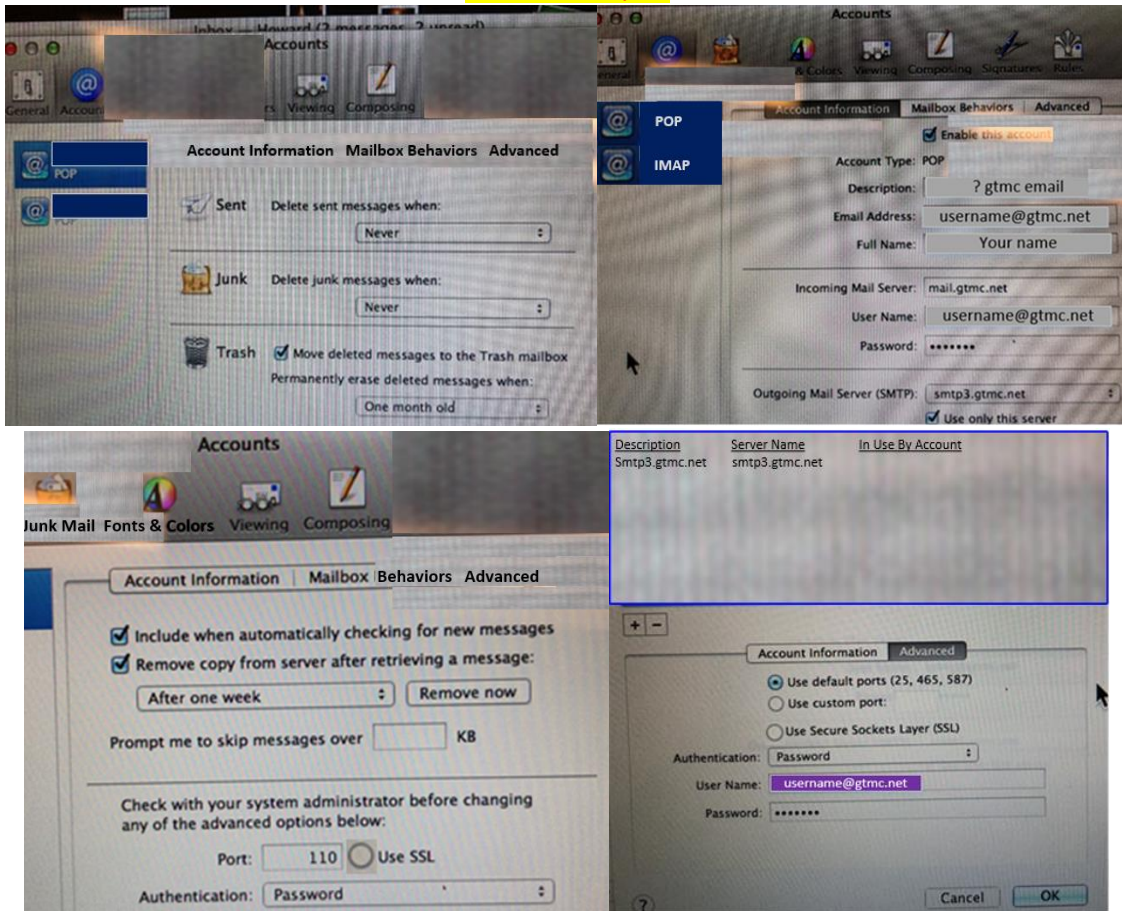 Inbox — Howard (2 messages, 2 unread)
Accounts
General
Viewing Composing
POP
Account Information Mailbox Behaviors Advanced
Sent Delete sent messages when:
Never
Junk Delete junk messages when:
Never
Trash Move deleted messages to the Trash mailbox
Permanently erase deleted messages when:
One month old
Accounts
& Colors Viewing Composing Signatures Rules
POP
IMAP
Account Information Mailbox Behaviors Advanced
Enable this account
Account Type: POP
Description: ? gtmc email
Email Address: username@gtmc.net
Full Name: Your name
Incoming Mail Server: mail.gtmc.net
User Name: username@gtmc.net
Password: •••••••
Outgoing Mail Server (SMTP): smtp3.gtmc.net
Use only this server
Accounts
Junk Mail Fonts & Colors Viewing Composing
Account Information Mailbox Behaviors Advanced
Include when automatically checking for new messages
Remove copy from server after retrieving a message:
After one week Remove now
Prompt me to skip messages over KB
Check with your system administrator before changing
any of the advanced options below:
Port: 110 Use SSL
Authentication: Password
Description Server Name In Use By Account
Smtp3.gtmc.net smtp3.gtmc.net
+ −
Account Information Advanced
Use default ports (25, 465, 587)
Use custom port:
Use Secure Sockets Layer (SSL)
Authentication: Password
User Name: username@gtmc.net
Password: •••••••
? Cancel OK